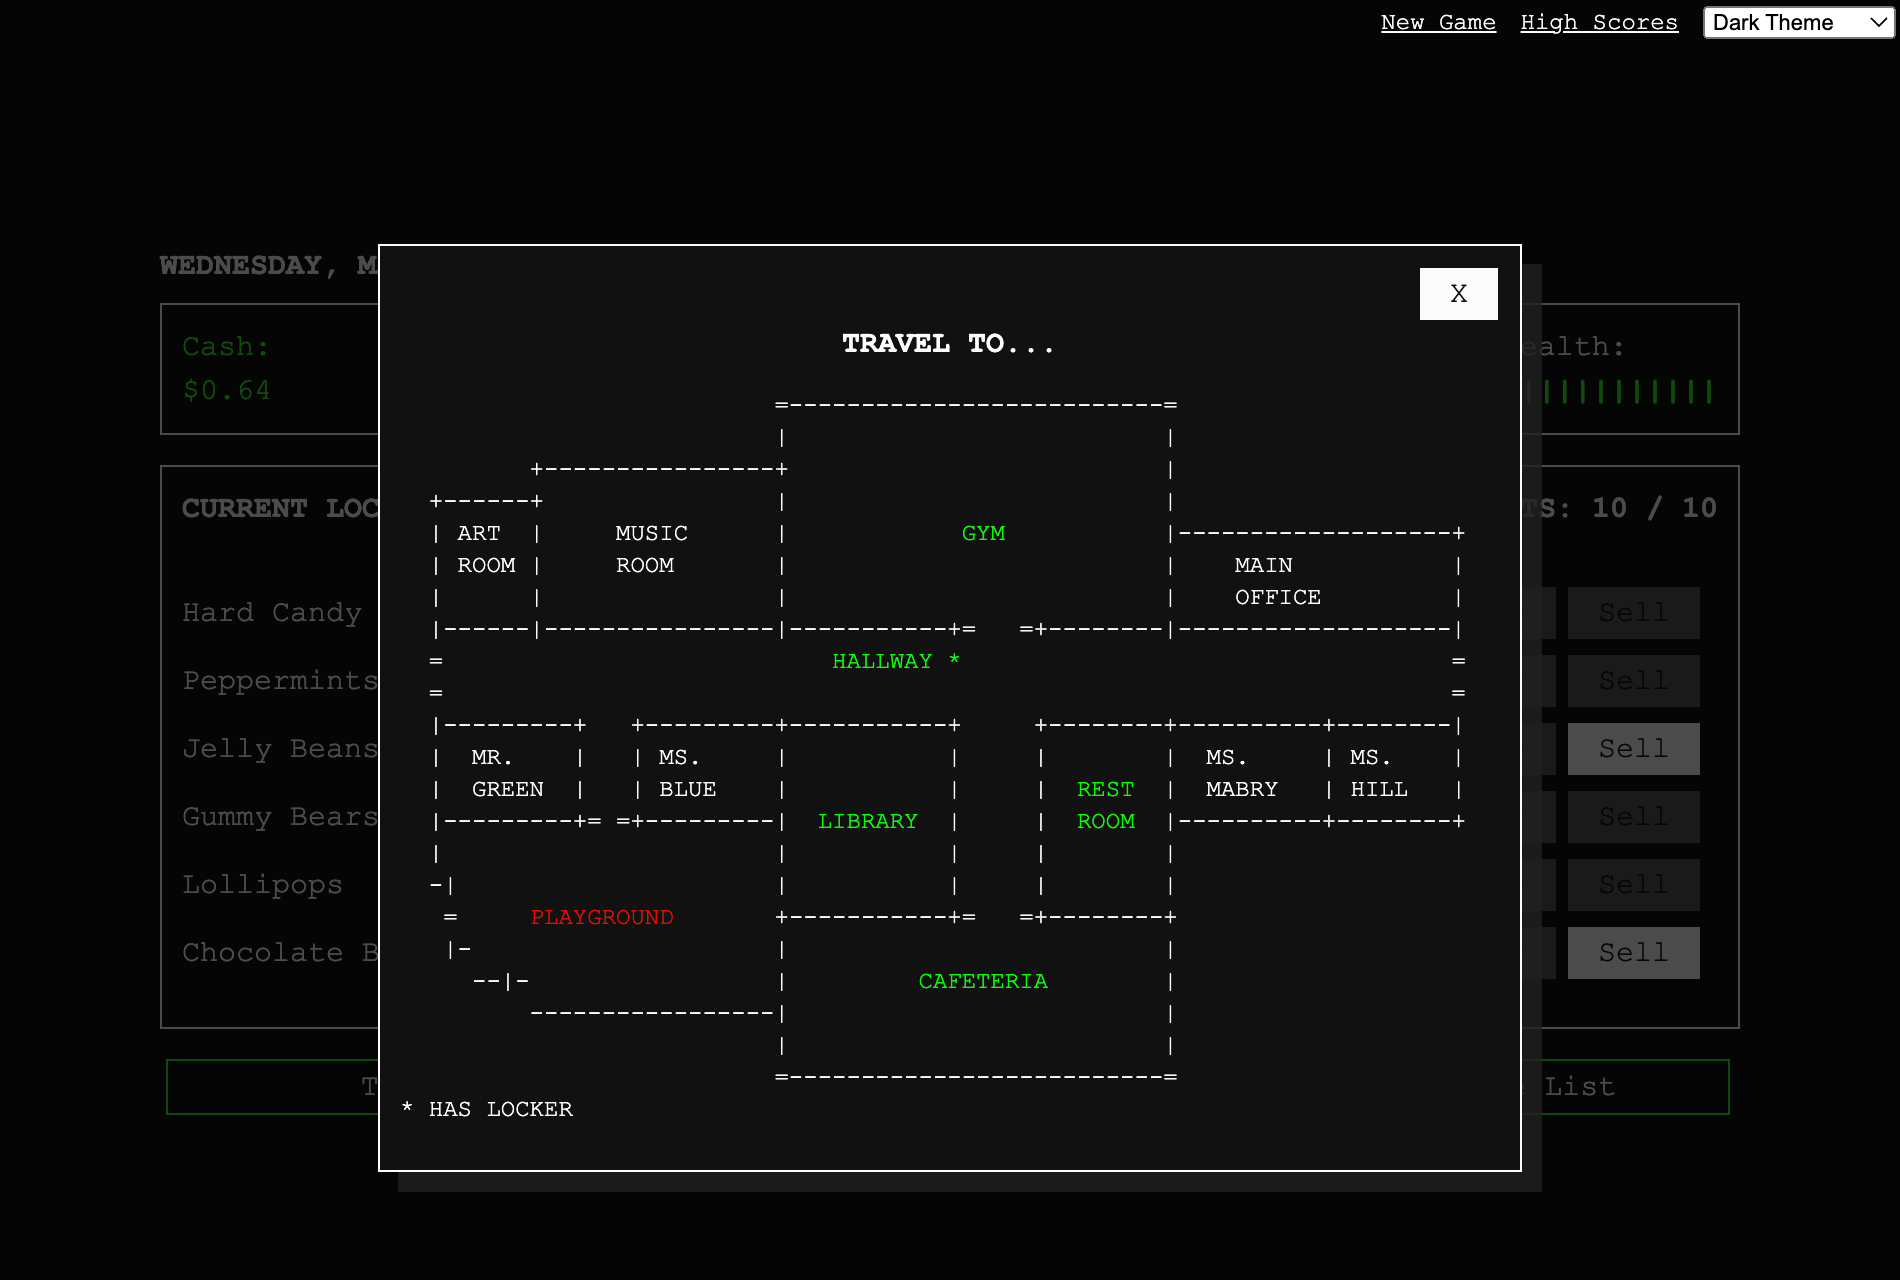 New Game High Scores Dark Theme
WEDNESDAY, M
X
TRAVEL TO...
Cash:
ealth:
$0.64
CURRENT LOC
TS: 10 / 10
ART MUSIC GYM
ROOM ROOM MAIN
OFFICE
Hard Candy Sell
HALLWAY *
Peppermints Sell
Jelly Beans Sell
MR. MS. MS. MS.
GREEN BLUE REST MABRY HILL
LIBRARY ROOM
Gummy Bears Sell
Lollipops Sell
PLAYGROUND
Chocolate B Sell
CAFETERIA
T List
* HAS LOCKER